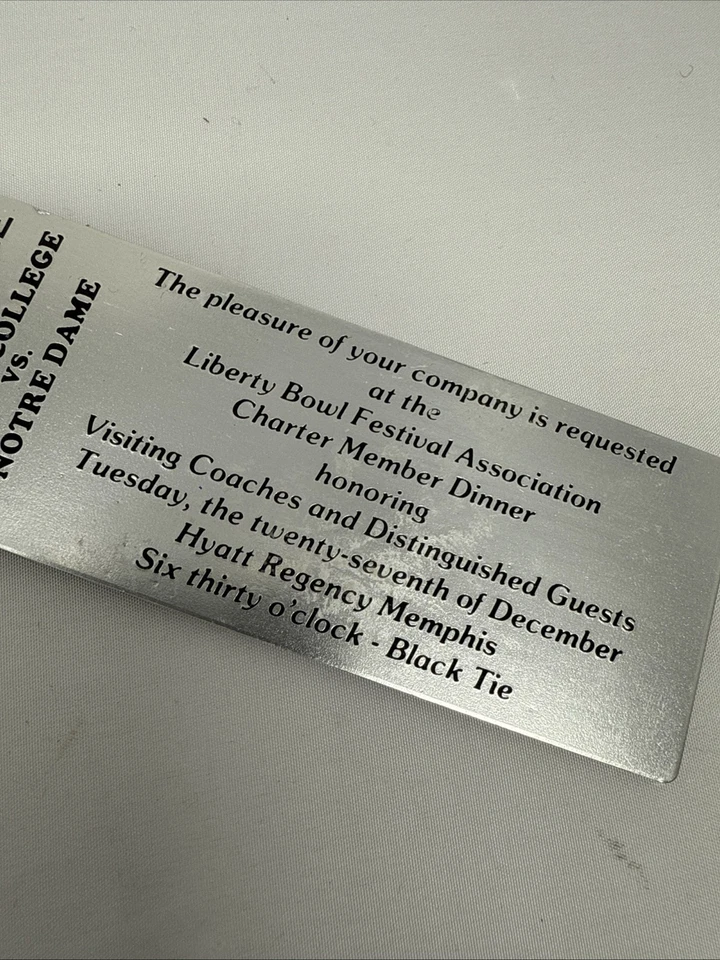 COLLEGE
vs.
NOTRE DAME
The pleasure of your company is requested
at the
Liberty Bowl Festival Association
Charter Member Dinner
honoring
Visiting Coaches and Distinguished Guests
Tuesday, the twenty-seventh of December
Hyatt Regency Memphis
Six thirty o'clock - Black Tie